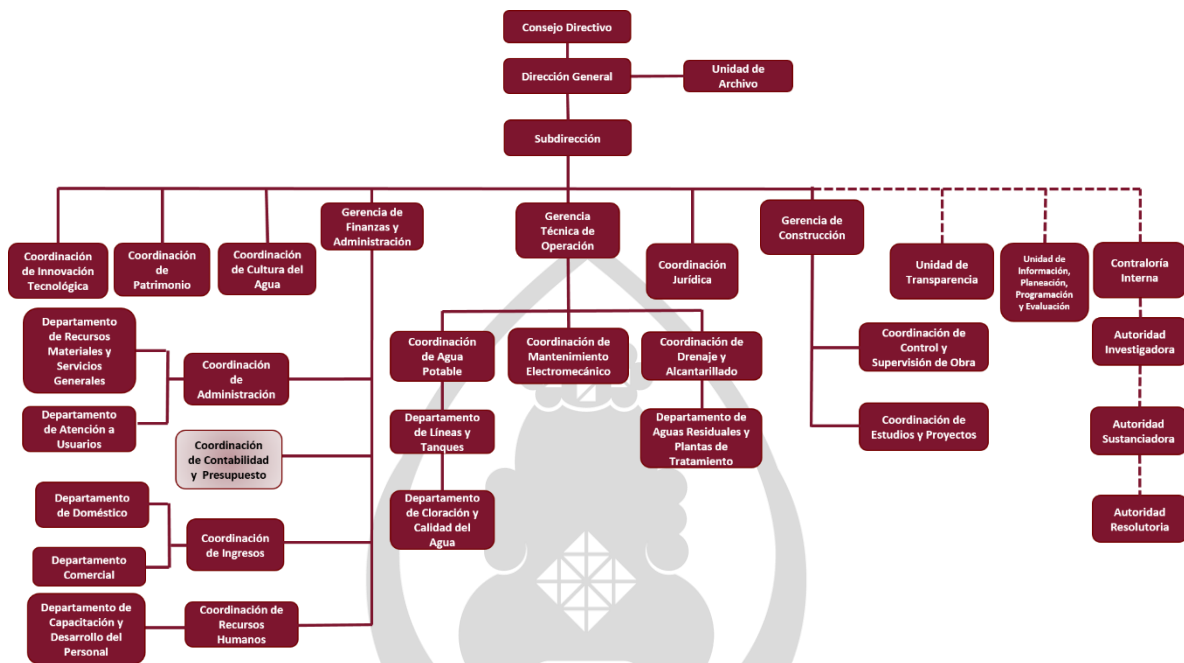 Consejo Directivo
Dirección General
Unidad de
Archivo
Subdirección
Coordinación
de Innovación
Tecnológica
Coordinación
de
Patrimonio
Coordinación
de Cultura del
Agua
Gerencia de
Finanzas y
Administración
Gerencia
Técnica de
Operación
Coordinación
Jurídica
Gerencia de
Construcción
Unidad de
Transparencia
Unidad de
Información,
Planeación,
Programación
y Evaluación
Contraloría
Interna
Departamento
de Recursos
Materiales y
Servicios
Generales
Departamento
de Atención a
Usuarios
Coordinación
de
Administración
Coordinación
de Contabilidad
y Presupuesto
Departamento
de Doméstico
Departamento
Comercial
Coordinación
de Ingresos
Departamento de
Capacitación y
Desarrollo del
Personal
Coordinación de
Recursos
Humanos
Coordinación
de Agua
Potable
Coordinación de
Mantenimiento
Electromecánico
Coordinación de
Drenaje y
Alcantarillado
Departamento
de Líneas y
Tanques
Departamento de
Aguas Residuales y
Plantas de
Tratamiento
Departamento
de Cloración y
Calidad del
Agua
Coordinación de
Control y
Supervisión de Obra
Coordinación de
Estudios y Proyectos
Autoridad
Investigadora
Autoridad
Sustanciadora
Autoridad
Resolutoria